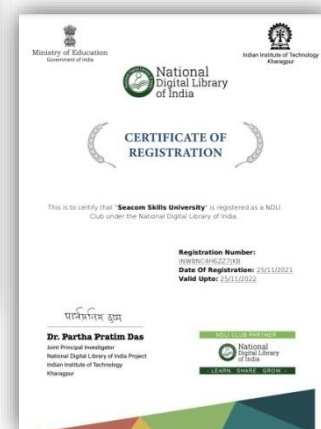 Ministry of Education
Government of India
Indian Institute of Technology
Kharagpur
National
Digital Library
of India
CERTIFICATE OF
REGISTRATION
This is to certify that "Seacom Skills University" is registered as a NDLI
Club under the National Digital Library of India.
Registration Number:
Date Of Registration: 25/11/2021
Valid Upto: 25/11/2022
Dr. Partha Pratim Das
Joint Principal Investigator
National Digital Library of India Project
Indian Institute of Technology
Kharagpur
NDLI CLUB PARTNER
National
Digital Library
of India
- LEARN SHARE GROW -